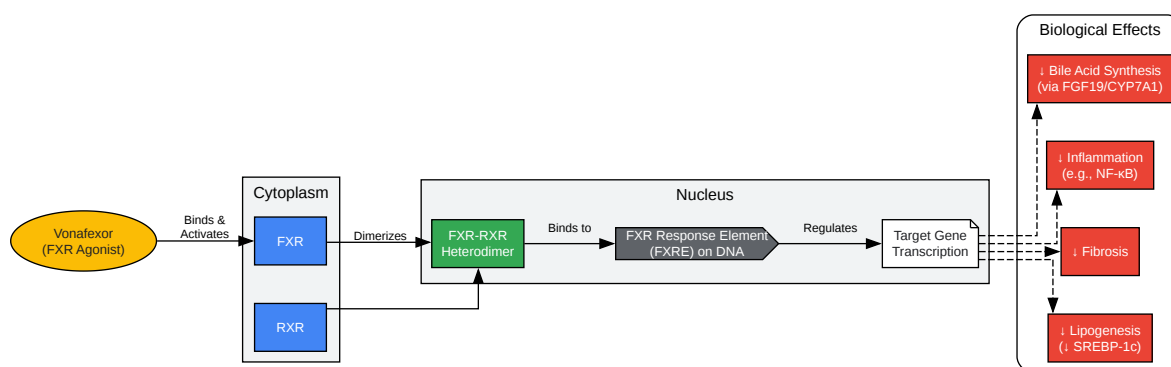 Biological Effects
↓ Bile Acid Synthesis
(via FGF19/CYP7A1)
↓ Inflammation
(e.g., NF-κB)
Cytoplasm
Nucleus
Vonafexor
(FXR Agonist)
Binds &
Activates
FXR
Dimerizes
FXR-RXR
Heterodimer
Binds to
FXR Response Element
(FXRE) on DNA
Regulates
Target Gene
Transcription
↓ Fibrosis
RXR
↓ Lipogenesis
(↓ SREBP-1c)